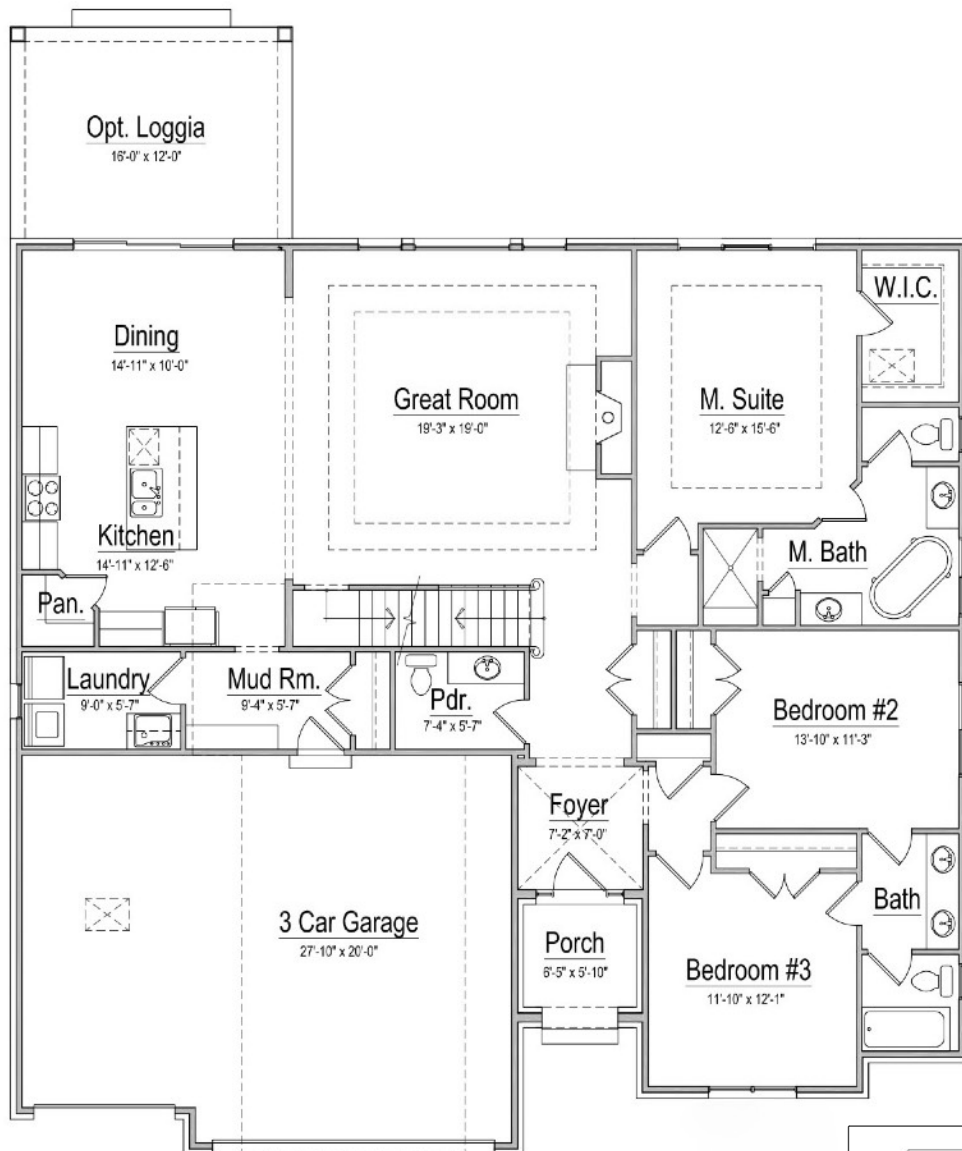 Opt. Loggia
16'-0" x 12'-0"
Dining
14'-11" x 10'-0"
Great Room
19'-3" x 19'-0"
M. Suite
12'-6" x 15'-6"
W.I.C.
Kitchen
14'-11" x 12'-6"
M. Bath
Pan.
Laundry
9'-0" x 5'-7"
Mud Rm.
9'-4" x 5'-7"
Pdr.
7'-4" x 5'-7"
Bedroom #2
13'-10" x 11'-3"
Foyer
7'-2" x 7'-0"
3 Car Garage
27'-10" x 20'-0"
Porch
6'-5" x 5'-10"
Bath
Bedroom #3
11'-10" x 12'-1"